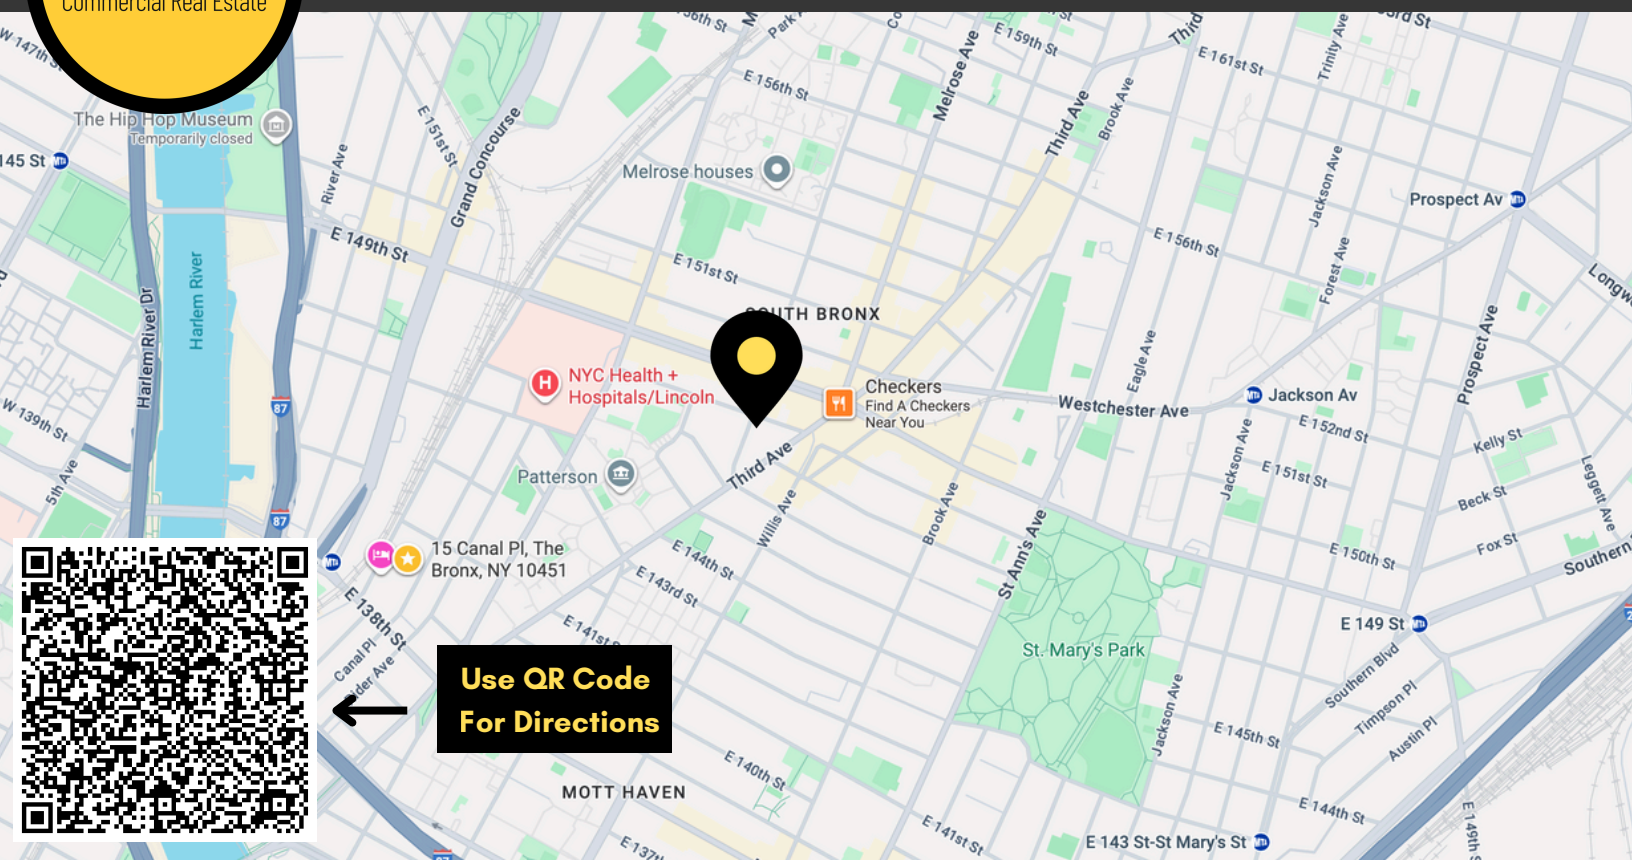 Commercial Real Estate
W 147th St
The Hip Hop Museum
Temporarily closed
145 St
River Ave
E 151st St
Grand Concourse
E 149th St
Harlem River Dr
Harlem River
W 139th St
5th Ave
87
87
Park Av
E 156th St
Melrose houses
E 151st St
SOUTH BRONX
NYC Health +
Hospitals/Lincoln
Checkers
Find A Checkers
Near You
Patterson
Third Ave
Willis Ave
Brook Ave
15 Canal Pl, The
Bronx, NY 10451
E 138th St
Canal Pl
E 144th St
E 143rd St
E 141st S
Use QR Code
For Directions
MOTT HAVEN
E 140th St
E 141st St
E 159th St
Melrose Ave
Third Ave
Brook Ave
Third
E 161st St
Trinity Ave
Prospect Av
Jackson Ave
E 156th St
Forest Ave
Eagle Ave
Westchester Ave
Jackson Av
E 152nd St
Prospect Ave
Kelly St
Jackson Ave
E 151st St
Beck St
Leggett Ave
Fox St
E 150th St
Southern
St Ann's Ave
St. Mary's Park
E 149 St
Southern Blvd
Timpson Pl
Austin Pl
Jackson Ave
E 145th St
E 144th St
E 149th S
E 143 St-St Mary's St